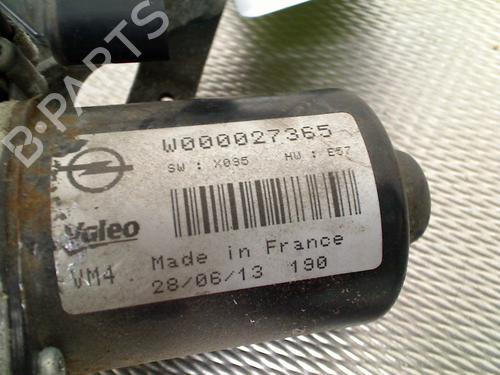 B-PARTS
W000027365
SW : X095 HW : E57
Valeo
Made in France
VM4
28/06/13 190